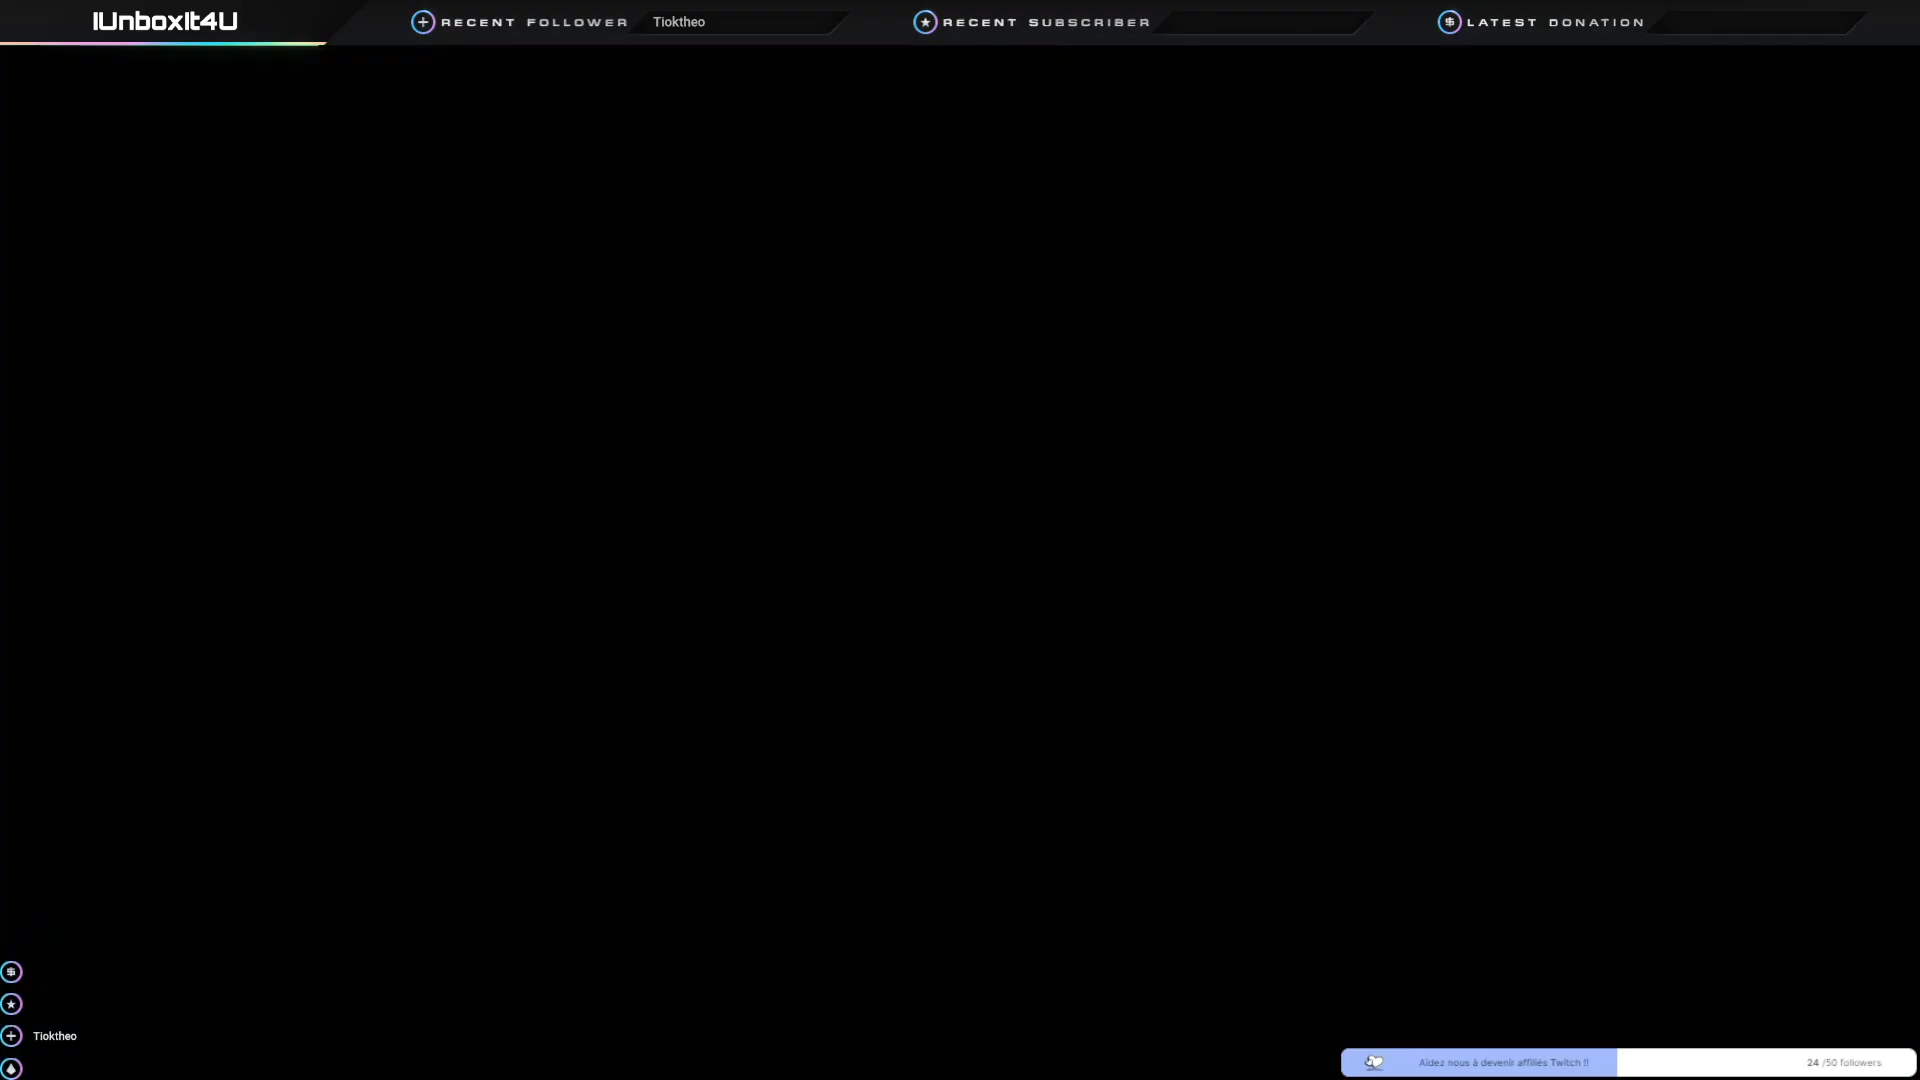 IUnboxIt4U
RECENT FOLLOWER Tioktheo
RECENT SUBSCRIBER
LATEST DONATION
Tioktheo
Aidez nous à devenir affiliés Twitch !!
24 /50 followers